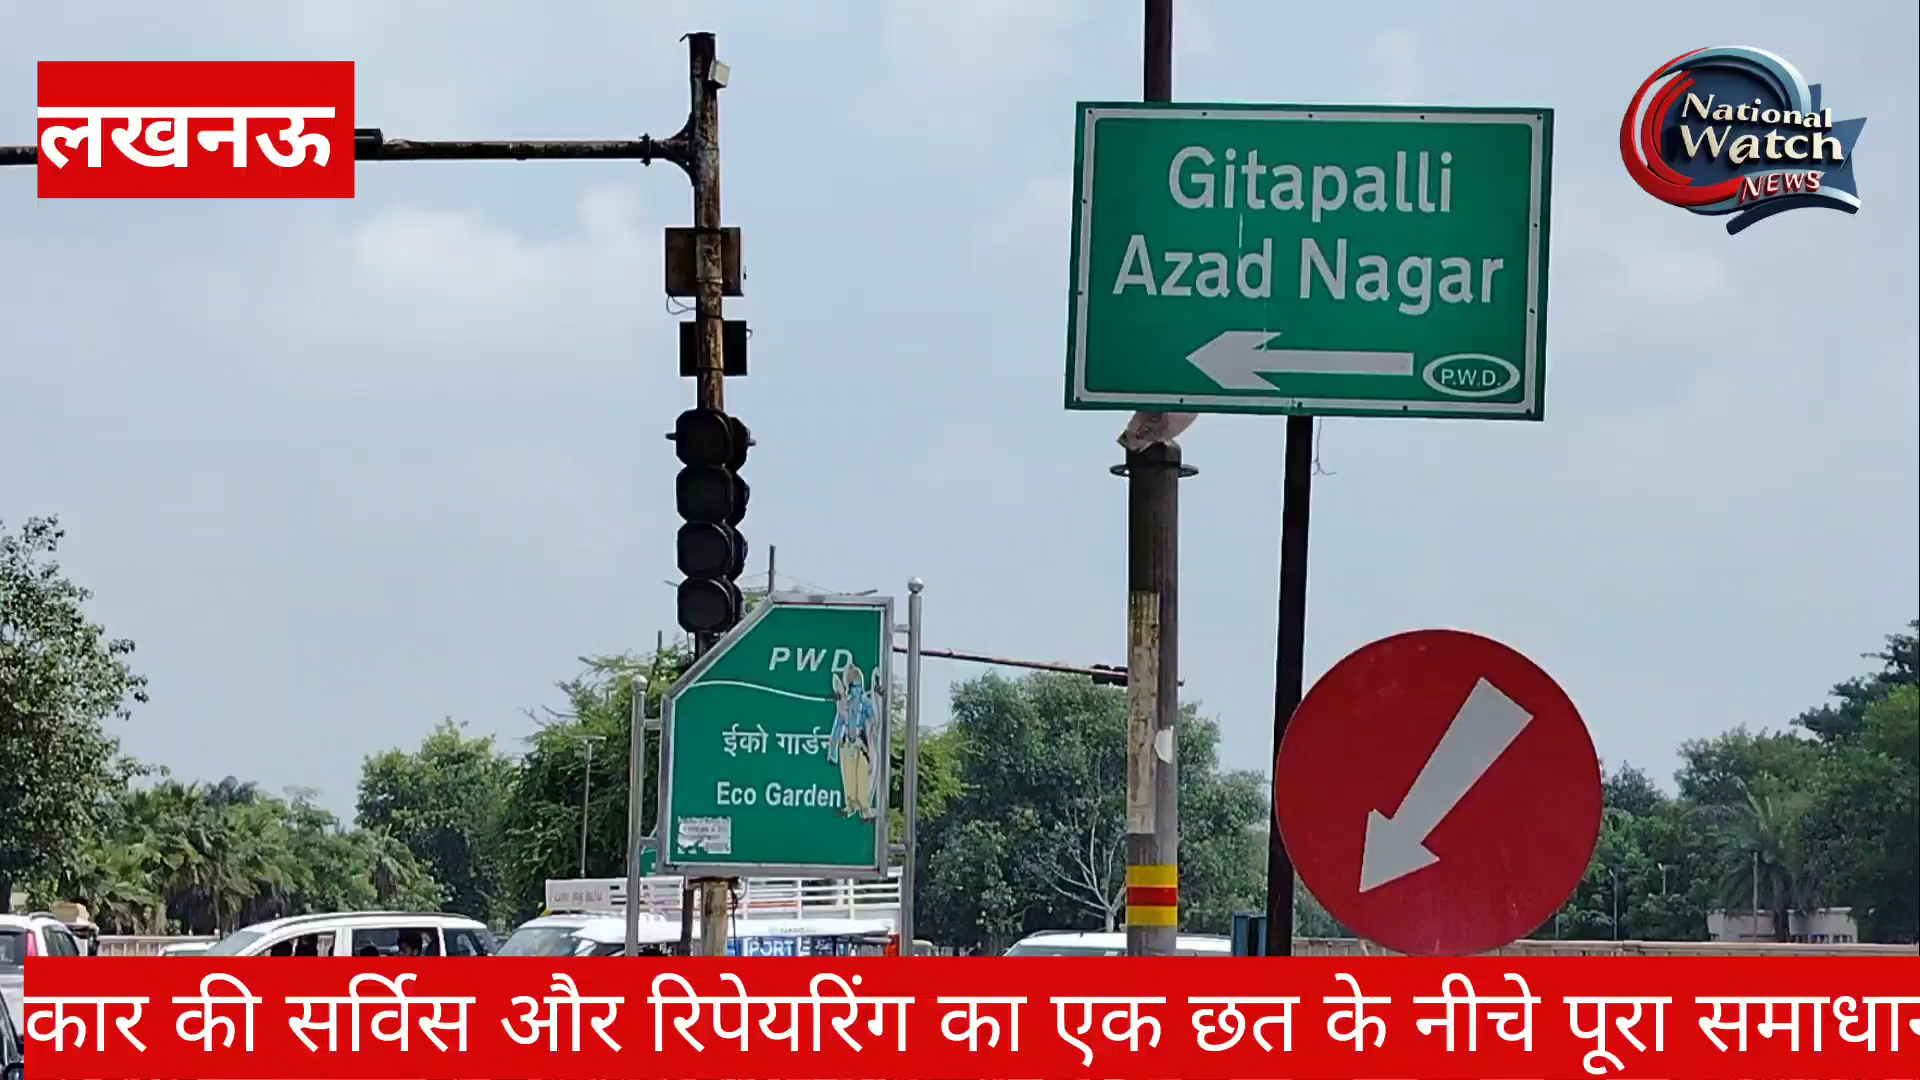 लखनऊ
National
Watch
NEWS
Gitapalli
Azad Nagar
P.W.D.
PWD
ईको गार्डन
Eco Garden
PORT
कार की सर्विस और रिपेयरिंग का एक छत के नीचे पूरा समाधान